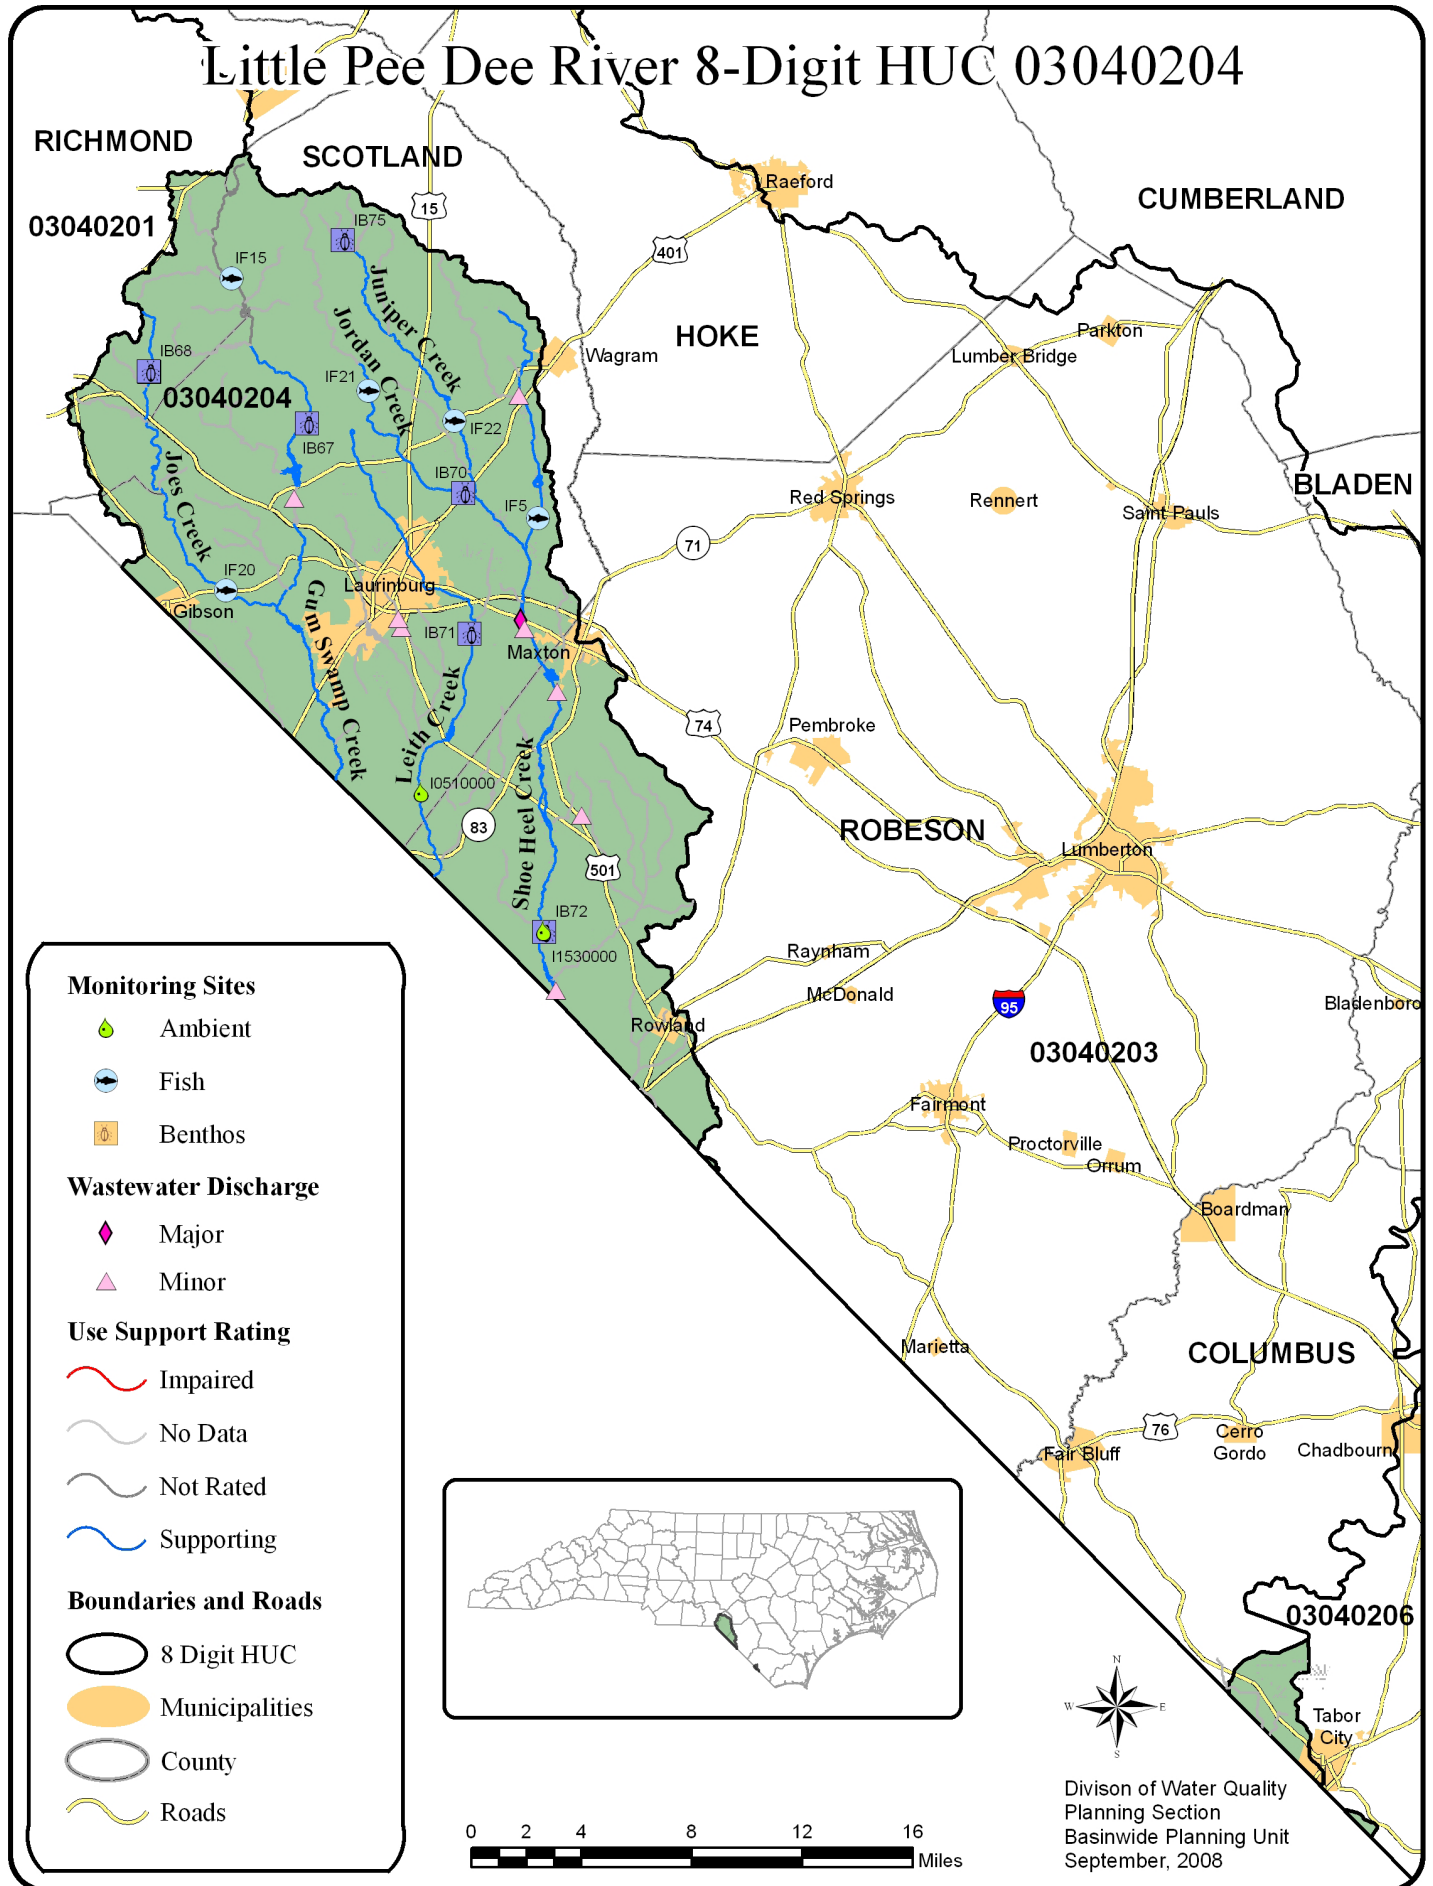 Little Pee Dee River 8-Digit HUC 03040204
RICHMOND
SCOTLAND
CUMBERLAND
Raeford
15
03040201
IB75
IF15
401
HOKE
Juniper Creek
Jordan Creek
Parkton
Lumber Bridge
Wagram
IB68
IF21
03040204
IF22
IB67
IB70
BLADEN
Red Springs
Rennert
Saint Pauls
IF5
Joes Creek
71
IF20
Laurinburg
Gibson
Gum Swamp Creek
IB71
Maxton
Leith Creek
74
Pembroke
I0510000
83
Shoe Heel Creek
ROBESON
Lumberton
501
IB72
I1530000
Raynham
McDonald
95
Bladenboro
Rowland
03040203
Fairmont
Proctorville
Orrum
Boardman
Marietta
COLUMBUS
76
Cerro
Gordo
Chadbourn
Fair Bluff
03040206
Tabor
City
Monitoring Sites
Ambient
Fish
Benthos
Wastewater Discharge
Major
Minor
Use Support Rating
Impaired
No Data
Not Rated
Supporting
Boundaries and Roads
8 Digit HUC
Municipalities
County
Roads
N
W
E
S
0 2 4 8 12 16
Miles
Divison of Water Quality
Planning Section
Basinwide Planning Unit
September, 2008